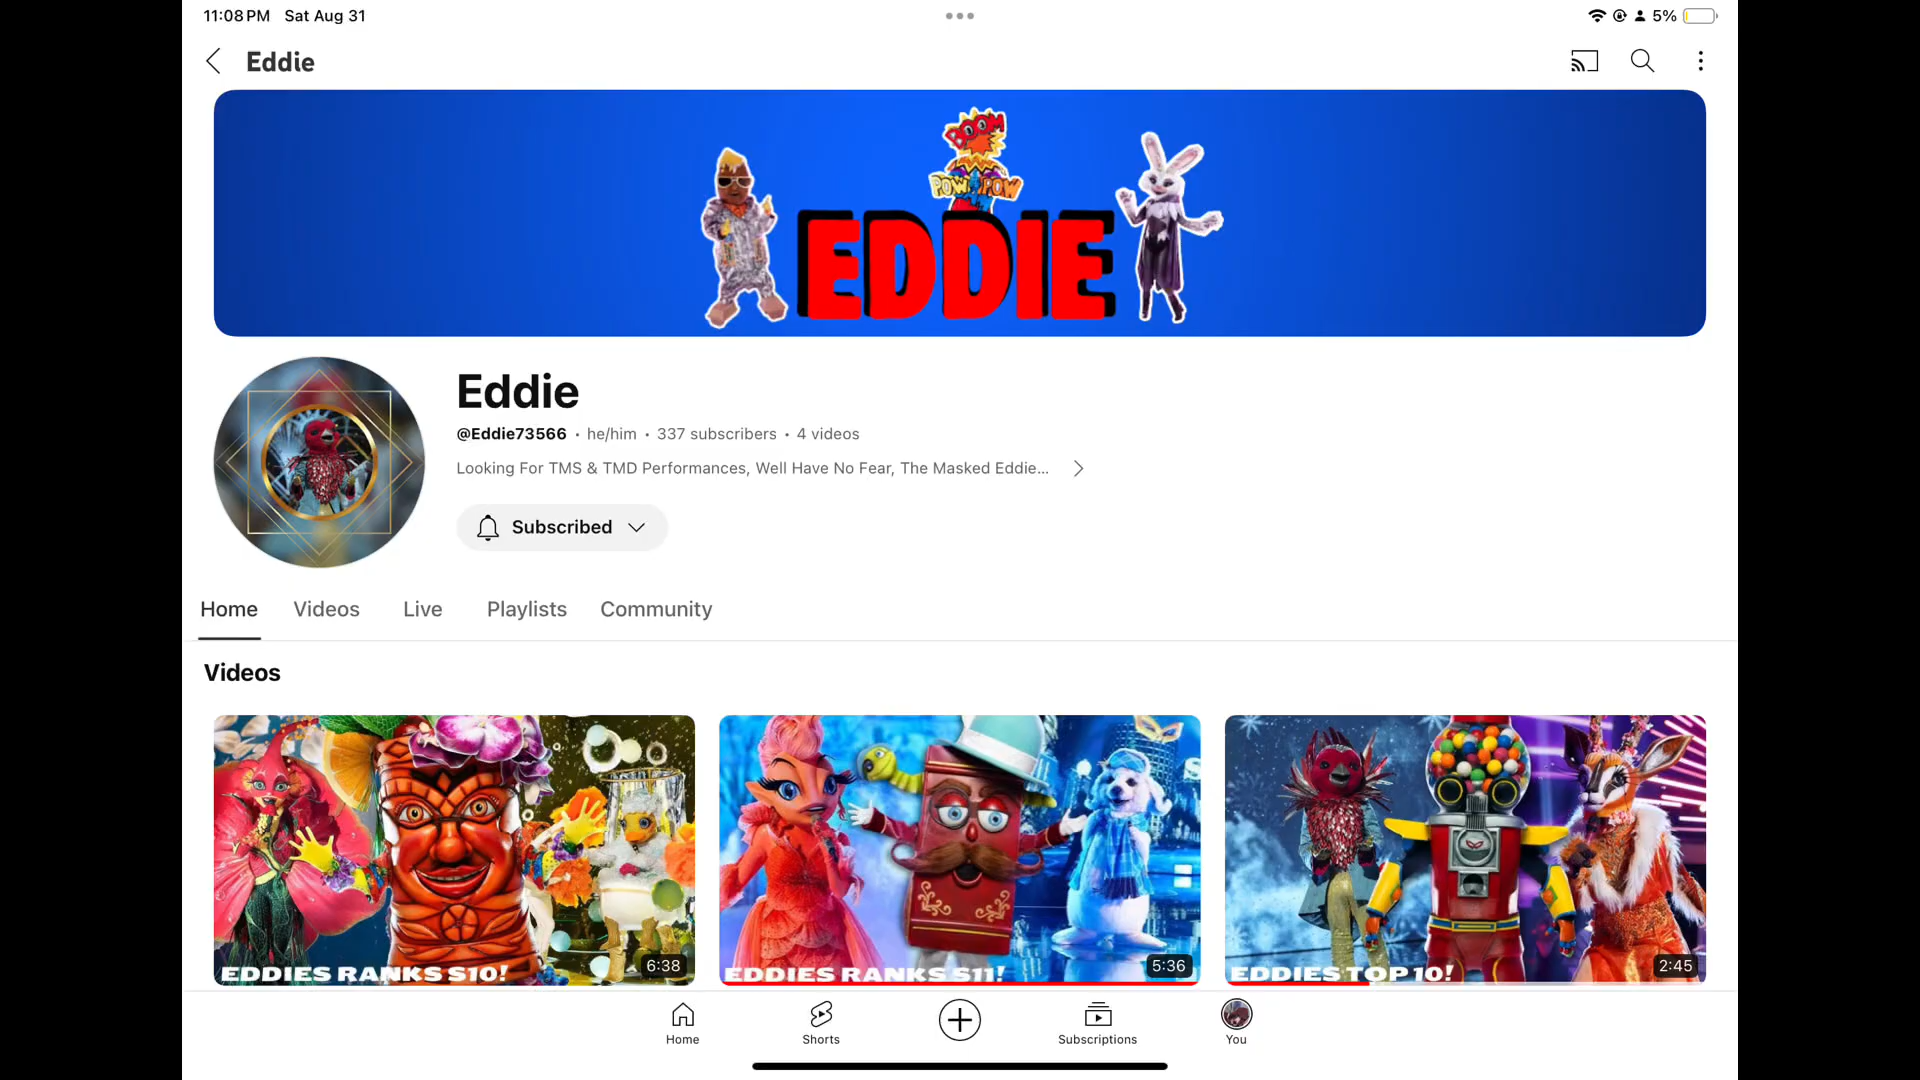 11:08 PM Sat Aug 31
5%
Eddie
BOOM
POW POW
EDDIE
Eddie
@Eddie73566 • he/him • 337 subscribers • 4 videos
Looking For TMS & TMD Performances, Well Have No Fear, The Masked Eddie...
Subscribed
Home Videos Live Playlists Community
Videos
EDDIES RANKS S10! 6:38
EDDIES RANKS S11! 5:36
EDDIES TOP 10! 2:45
Home Shorts Subscriptions You